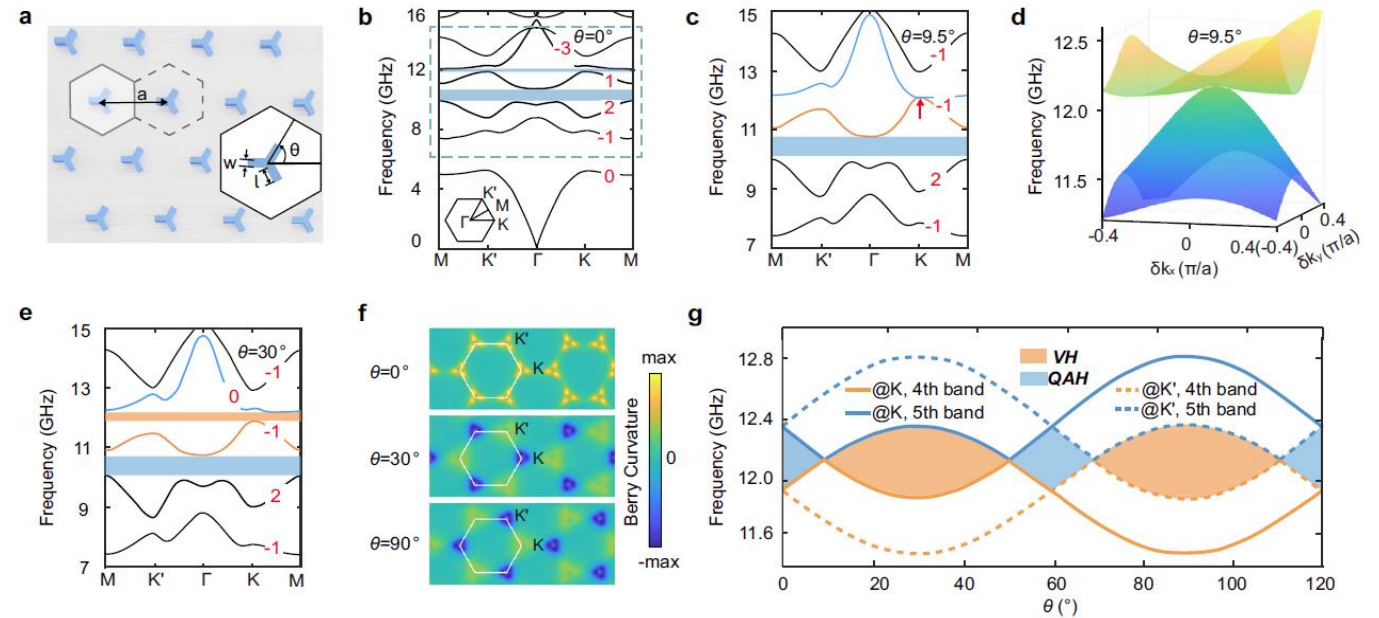 a
a
w
l
θ
b
16
12
8
4
0
Frequency (GHz)
θ=0°
-3
1
2
-1
0
K'
M
Γ
K
M K' Γ K M
c
15
13
11
9
7
Frequency (GHz)
θ=9.5°
-1
-1
2
-1
M K' Γ K M
d
12.5
12.0
11.5
Frequency (GHz)
θ=9.5°
-0.4 0 0.4(-0.4) 0 0.4
δkₓ (π/a)
δkᵧ (π/a)
e
15
13
11
9
7
Frequency (GHz)
θ=30°
-1
0
-1
2
-1
M K' Γ K M
f
θ=0°
K'
K
θ=30°
K'
K
θ=90°
K'
K
max
0
-max
Berry Curvature
g
12.8
12.4
12.0
11.6
Frequency (GHz)
VH
QAH
@K, 4th band
@K, 5th band
@K', 4th band
@K', 5th band
0 20 40 60 80 100 120
θ (°)